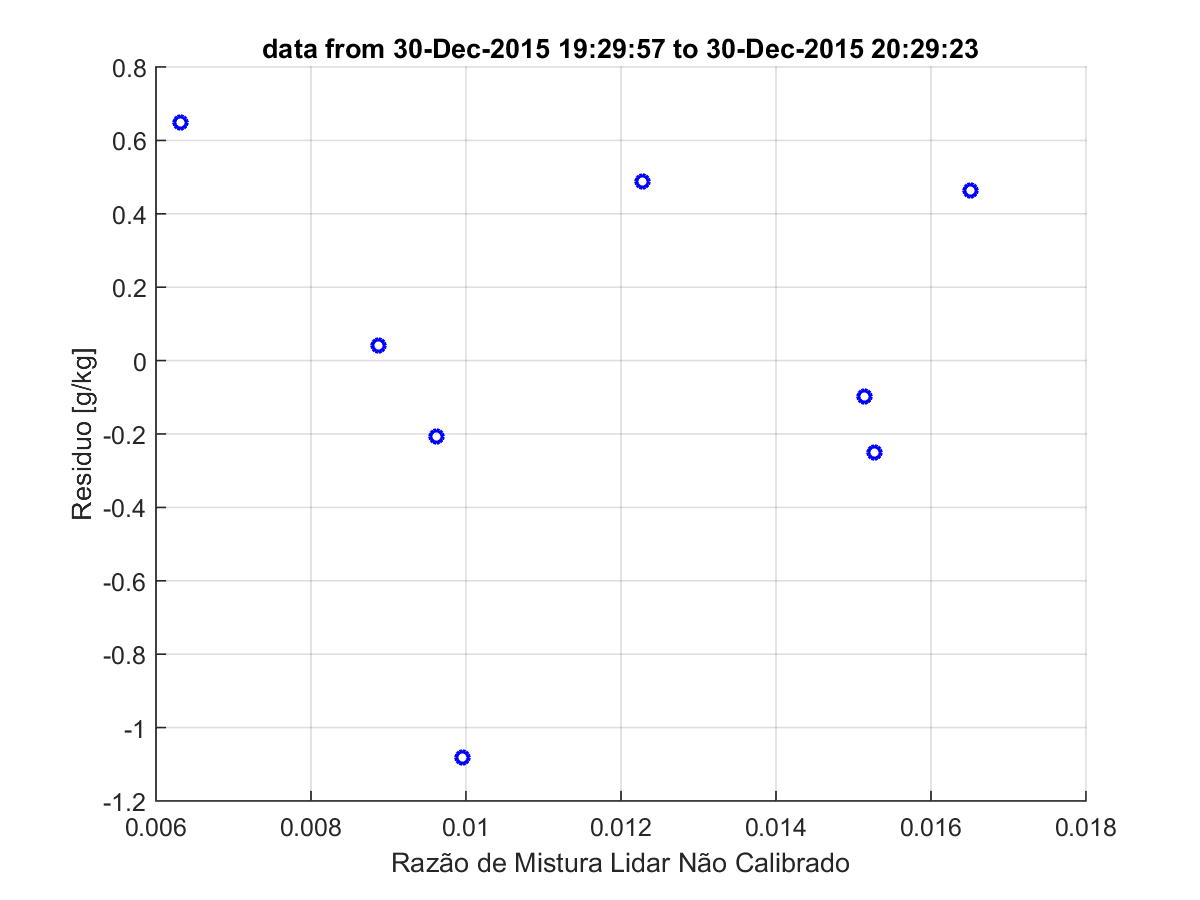 data from 30-Dec-2015 19:29:57 to 30-Dec-2015 20:29:23
0.8
0.6
0.4
0.2
0
-0.2
-0.4
-0.6
-0.8
-1
-1.2
Residuo [g/kg]
0.006 0.008 0.01 0.012 0.014 0.016 0.018
Razão de Mistura Lidar Não Calibrado